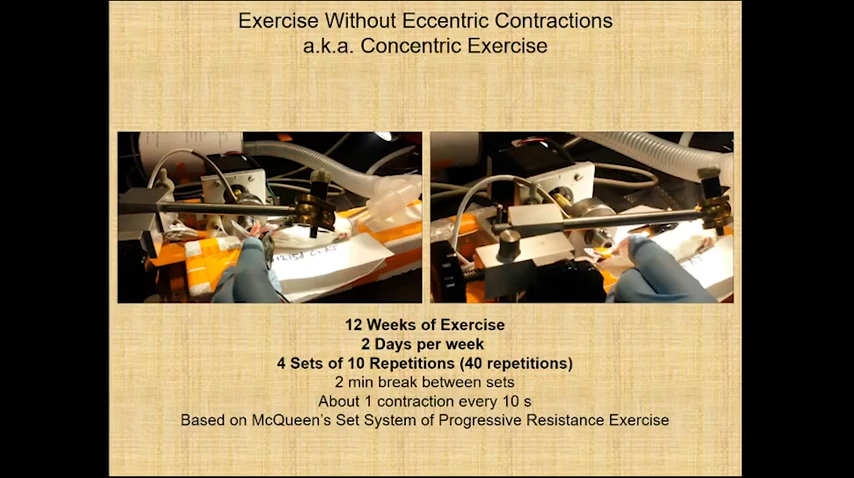 Exercise Without Eccentric Contractions
a.k.a. Concentric Exercise
12 Weeks of Exercise
2 Days per week
4 Sets of 10 Repetitions (40 repetitions)
2 min break between sets
About 1 contraction every 10 s
Based on McQueen's Set System of Progressive Resistance Exercise